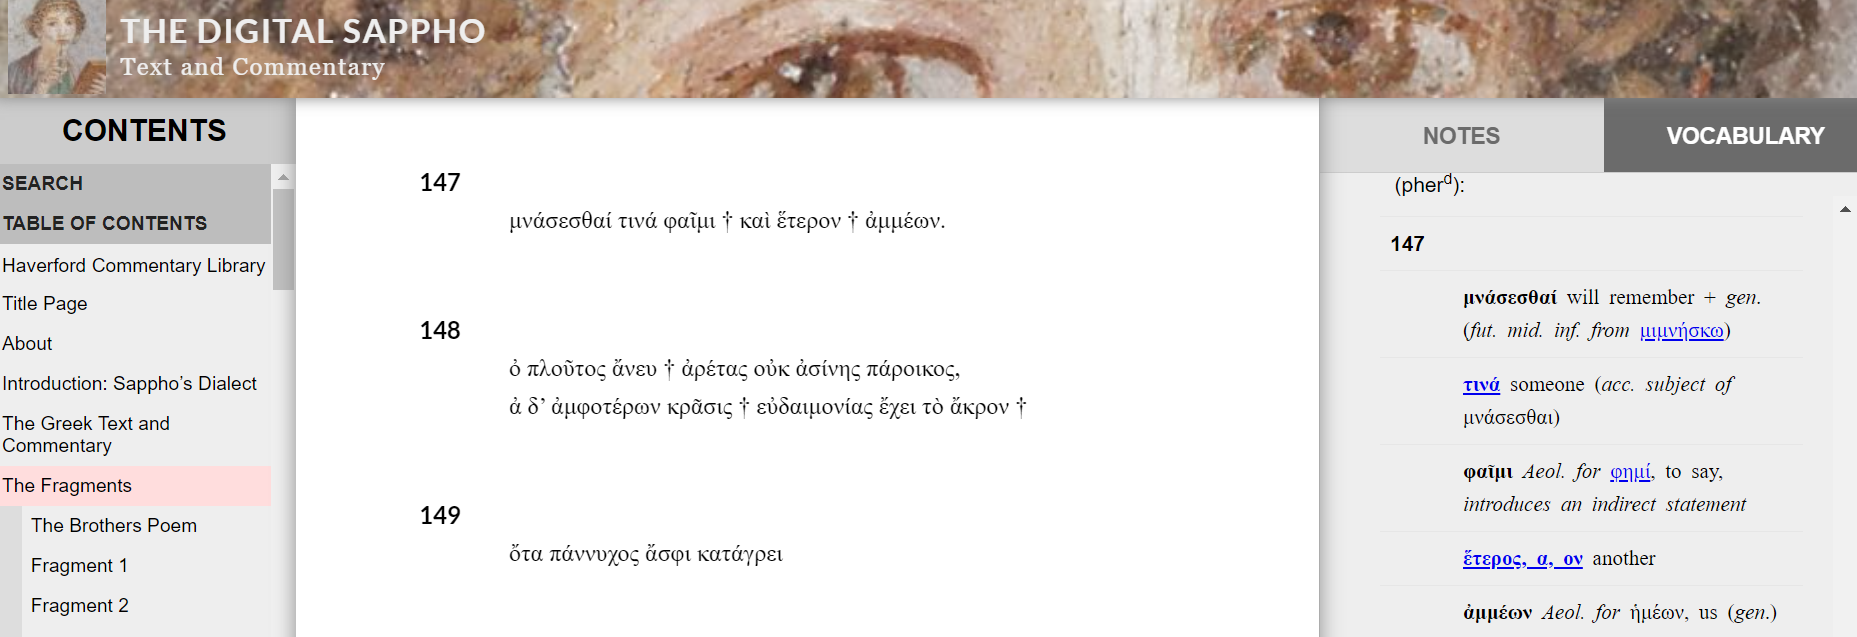 THE DIGITAL SAPPHO
Text and Commentary
CONTENTS
SEARCH
TABLE OF CONTENTS
Haverford Commentary Library
Title Page
About
Introduction: Sappho’s Dialect
The Greek Text and
Commentary
The Fragments
The Brothers Poem
Fragment 1
Fragment 2
147
μνάσεσθαί τινά φαῖμι † καὶ ἕτερον † ἀμμέων.
148
ὀ πλοῦτος ἄνευ † ἀρέτας οὐκ ἀσίνης πάροικος,
ἀ δ’ ἀμφοτέρων κρᾶσις † εὐδαιμονίας ἔχει τὸ ἄκρον †
149
ὄτα πάννυχος ἄσφι κατάγρει
NOTES
VOCABULARY
(pherd):
147
μνάσεσθαί will remember + gen.
(fut. mid. inf. from μιμνήσκω)
τινά someone (acc. subject of
μνάσεσθαι)
φαῖμι Aeol. for φημί, to say,
introduces an indirect statement
ἕτερος, α, ον another
ἀμμέων Aeol. for ἡμέων, us (gen.)